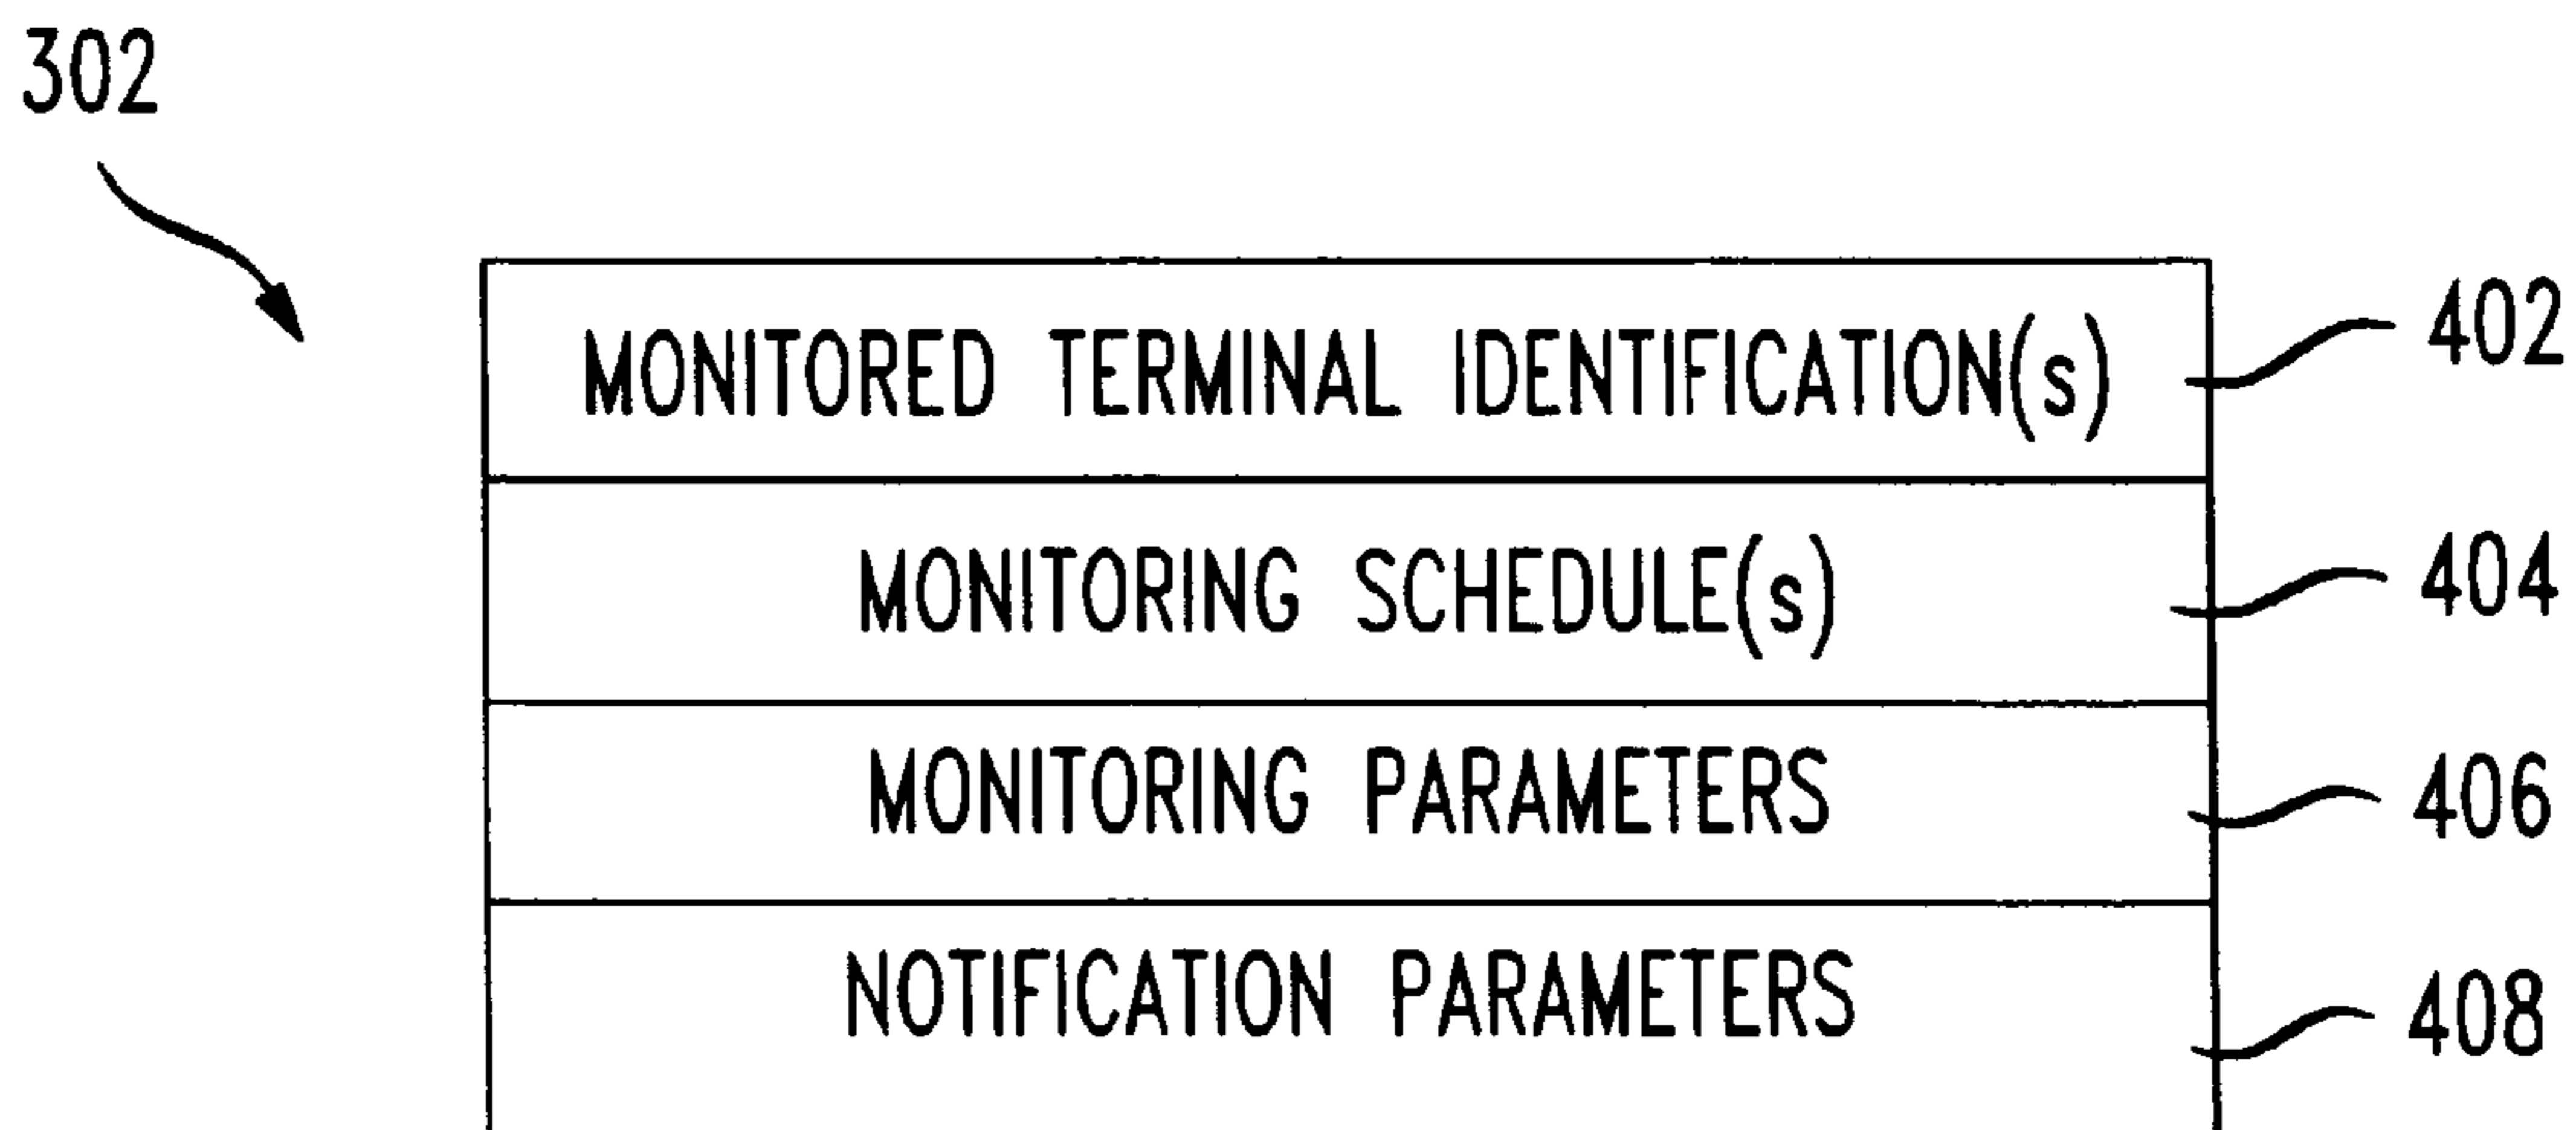 302
MONITORED TERMINAL IDENTIFICATION(s) 402
MONITORING SCHEDULE(s) 404
MONITORING PARAMETERS 406
NOTIFICATION PARAMETERS 408